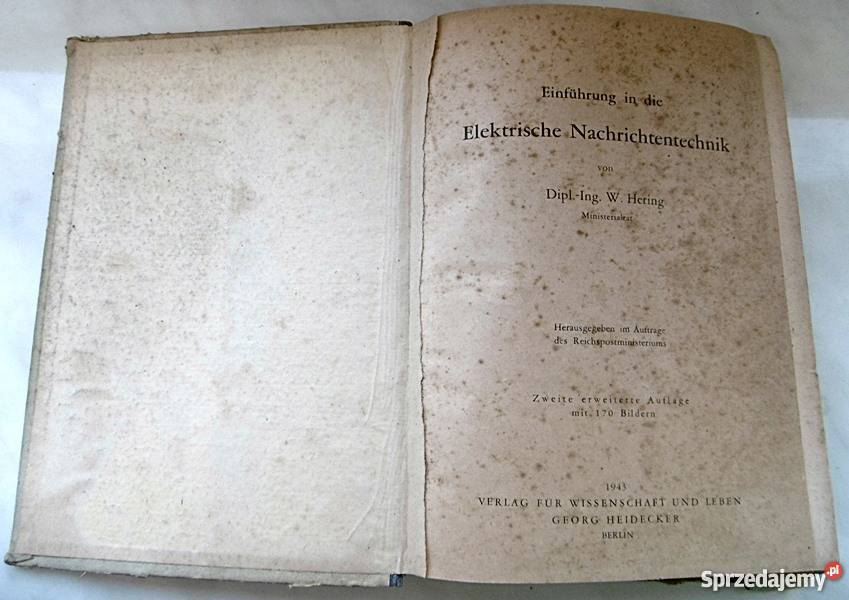 Einführung in die
Elektrische Nachrichtentechnik
von
Dipl.-Ing. W. Hering
Ministerialrat
Herausgegeben im Auftrage
des Reichspostministeriums
Zweite erweiterte Auflage
mit 170 Bildern
1943
VERLAG FÜR WISSENSCHAFT UND LEBEN
GEORG HEIDECKER
BERLIN
Sprzedajemy.pl